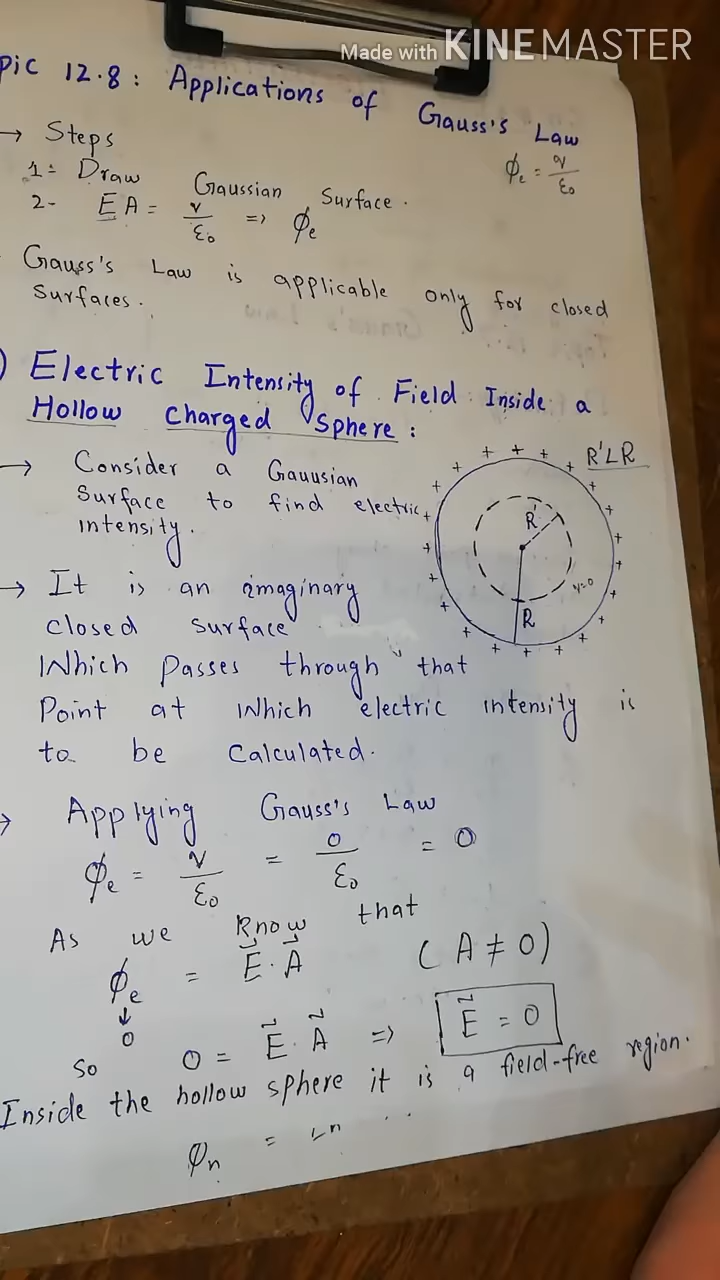 Made with KINEMASTER
pic 12.8: Applications of Gauss's Law
→ Steps
ϕe = q/ε₀
1= Draw Gaussian Surface.
2- EA = q/ε₀ => ϕe
Gauss's Law is applicable only for closed
Surfaces.
) Electric Intensity of Field Inside a
Hollow Charged Sphere:
→ Consider a Gauusian
Surface to find electric
intensity.
R'LR
R'
q=0
R
→ It is an imaginary
closed Surface
Which passes through that
Point at which electric intensity is
to be calculated.
→ Applying Gauss's Law
ϕe = q/ε₀ = 0/ε₀ = 0
As we know that
ϕe = E⃗.A⃗ (A≠0)
↓
0
So 0 = E⃗.A⃗ => E⃗ = 0
Inside the hollow sphere it is a field-free region.